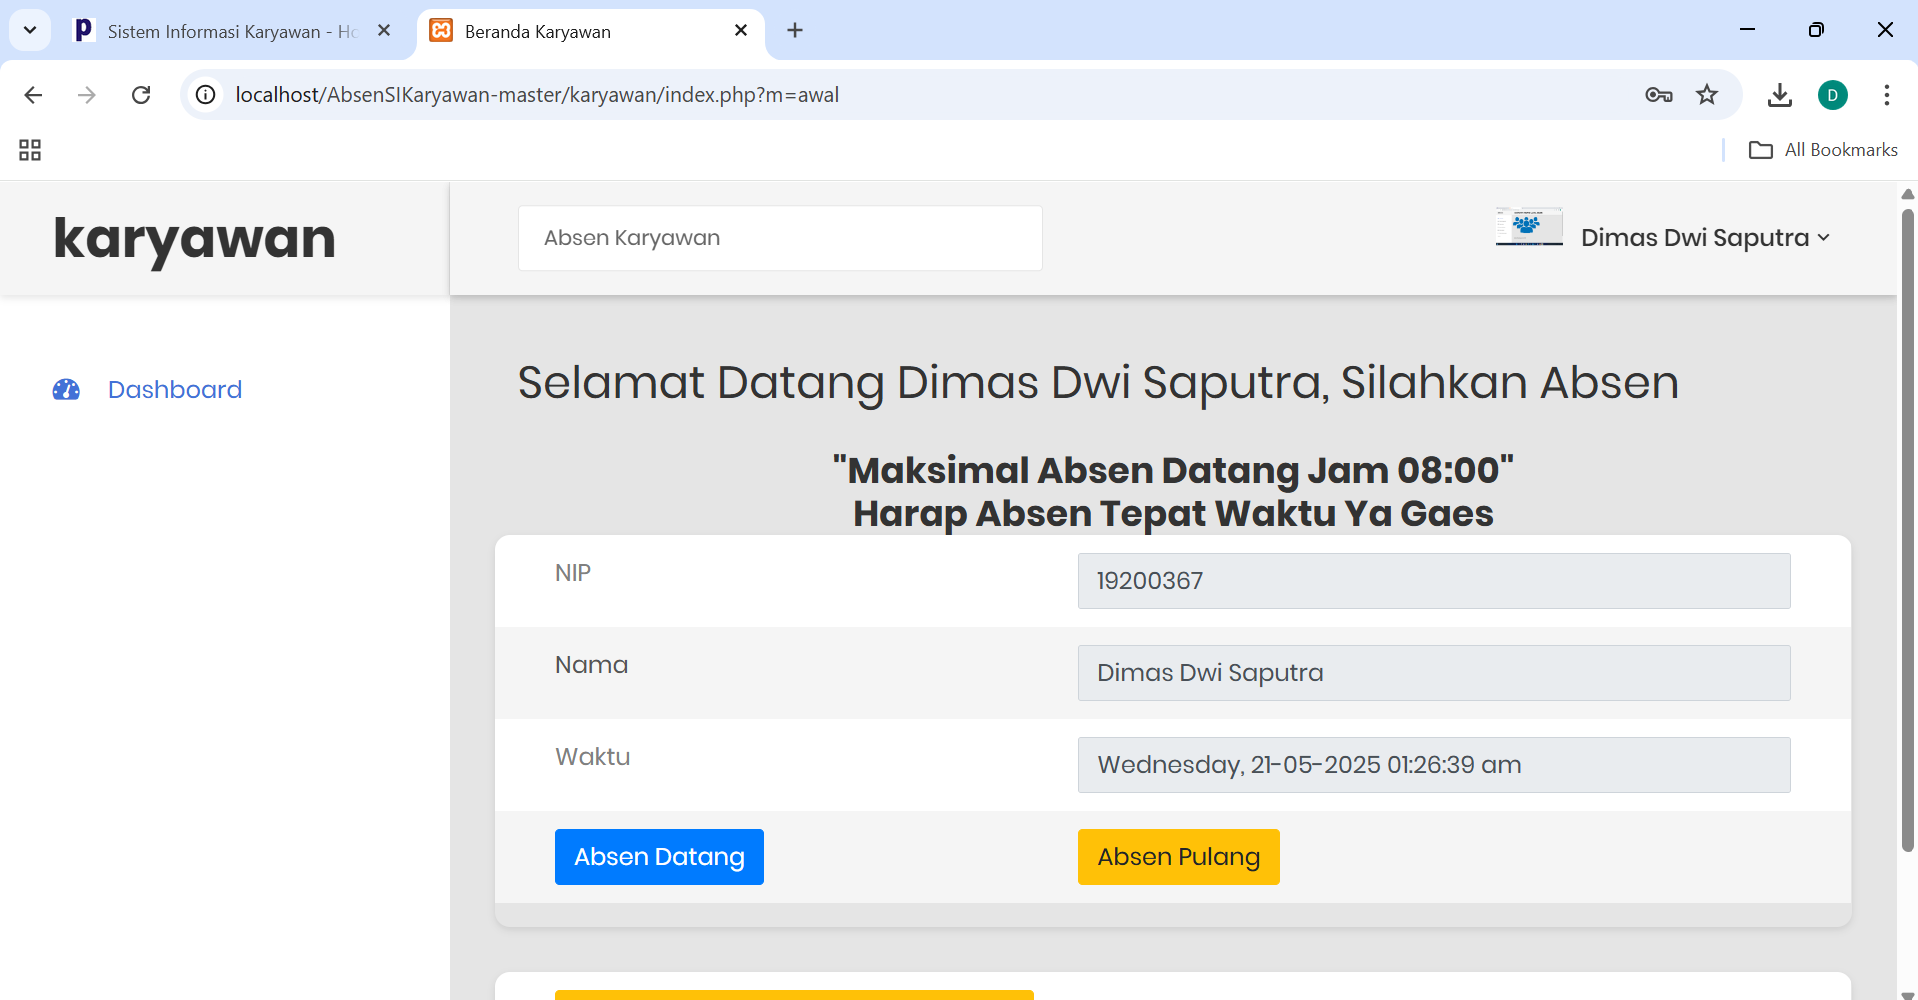 Sistem Informasi Karyawan - Ho
Beranda Karyawan
localhost/AbsenSIKaryawan-master/karyawan/index.php?m=awal
D
All Bookmarks
karyawan
Absen Karyawan
Dimas Dwi Saputra
Dashboard
Selamat Datang Dimas Dwi Saputra, Silahkan Absen
"Maksimal Absen Datang Jam 08:00"
Harap Absen Tepat Waktu Ya Gaes
NIP
19200367
Nama
Dimas Dwi Saputra
Waktu
Wednesday, 21-05-2025 01:26:39 am
Absen Datang
Absen Pulang